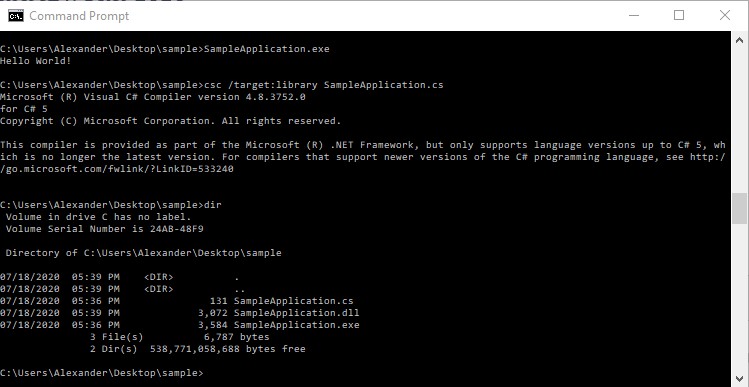 Command Prompt
C:\Users\Alexander\Desktop\sample>SampleApplication.exe
Hello World!
C:\Users\Alexander\Desktop\sample>csc /target:library SampleApplication.cs
Microsoft (R) Visual C# Compiler version 4.8.3752.0
for C# 5
Copyright (C) Microsoft Corporation. All rights reserved.
This compiler is provided as part of the Microsoft (R) .NET Framework, but only supports language versions up to C# 5, wh
ich is no longer the latest version. For compilers that support newer versions of the C# programming language, see http:/
/go.microsoft.com/fwlink/?LinkID=533240
C:\Users\Alexander\Desktop\sample>dir
Volume in drive C has no label.
Volume Serial Number is 24AB-48F9
Directory of C:\Users\Alexander\Desktop\sample
07/18/2020  05:39 PM    <DIR>          .
07/18/2020  05:39 PM    <DIR>          ..
07/18/2020  05:36 PM               131 SampleApplication.cs
07/18/2020  05:39 PM             3,072 SampleApplication.dll
07/18/2020  05:36 PM             3,584 SampleApplication.exe
3 File(s)          6,787 bytes
2 Dir(s)  538,771,058,688 bytes free
C:\Users\Alexander\Desktop\sample>